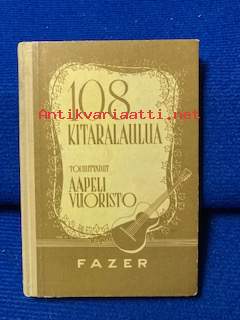 108
Antikvariaatti.net
KITARALAULUA
TOIMITTANUT
AAPELI
VUORISTO
FAZER